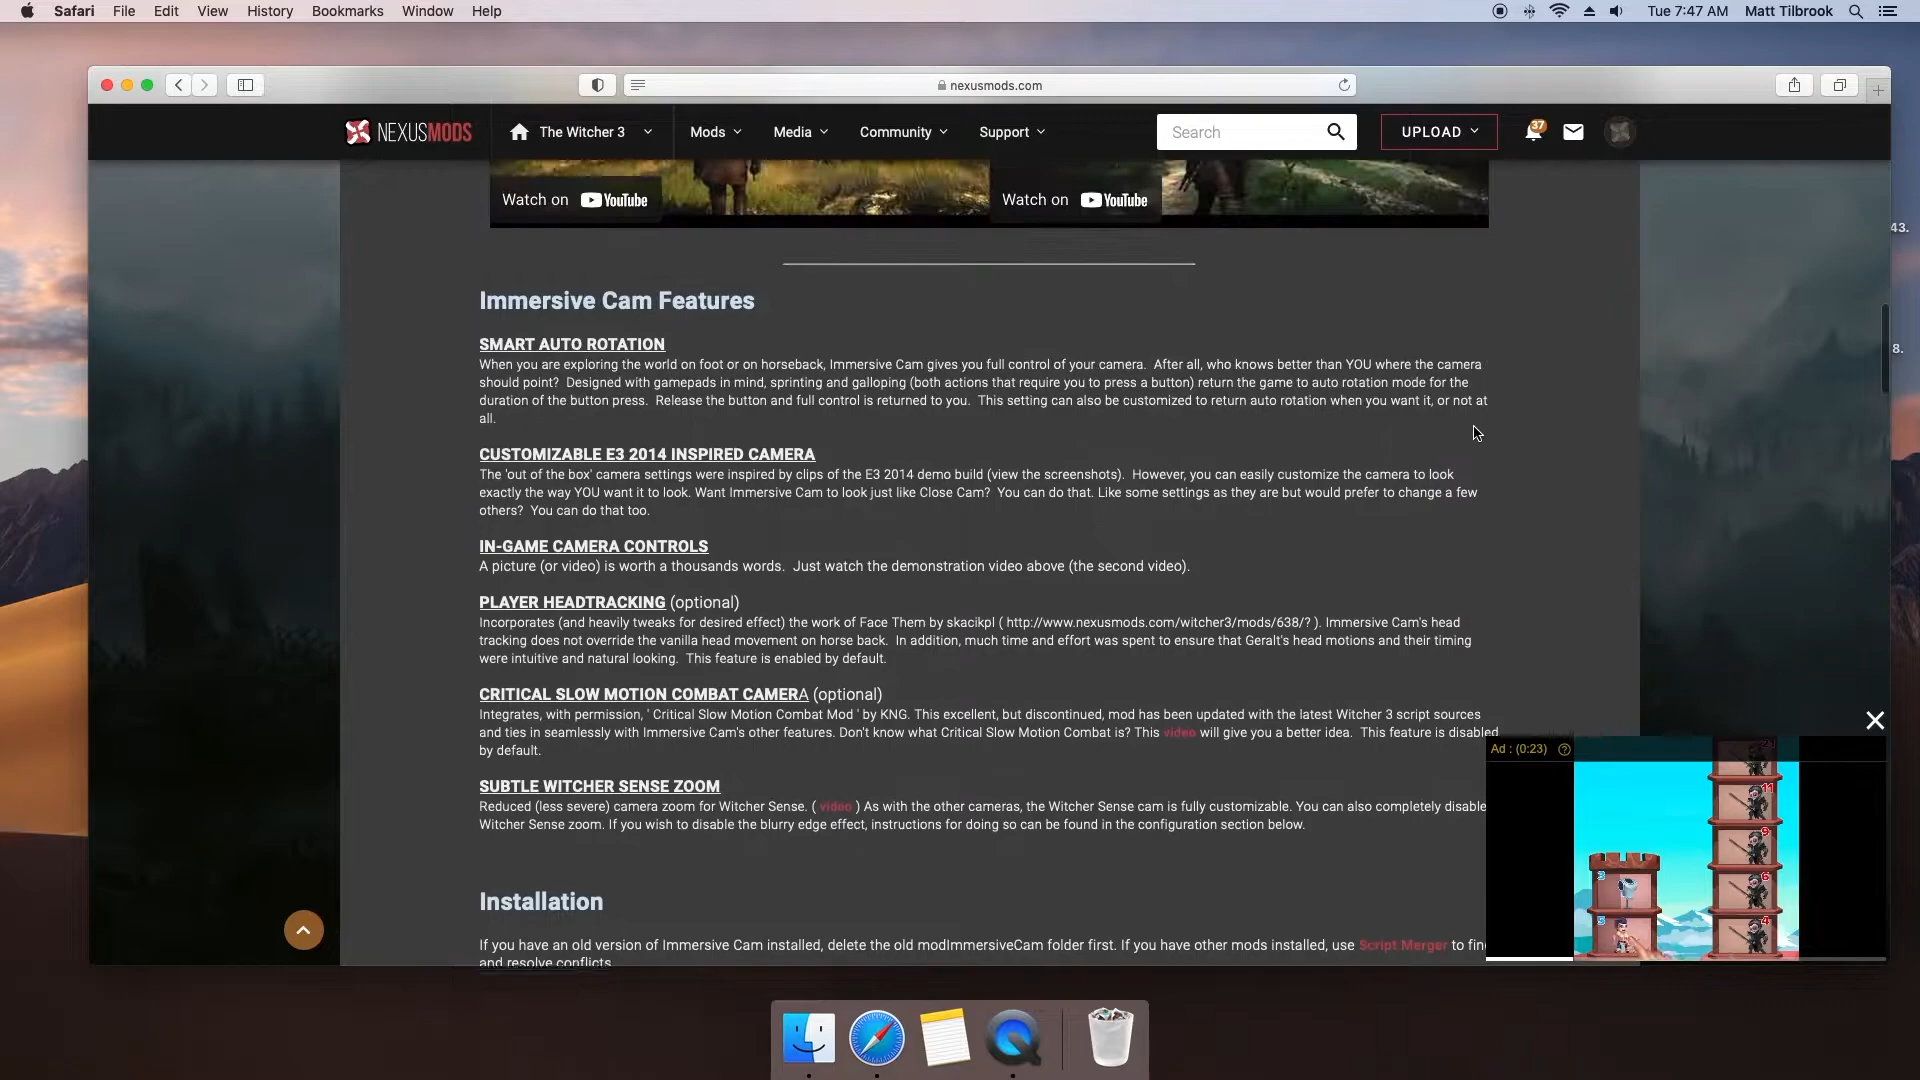 Safari File Edit View History Bookmarks Window Help Tue 7:47 AM Matt Tilbrook
nexusmods.com
NEXUSMODS The Witcher 3 Mods Media Community Support Search UPLOAD 37
Watch on YouTube Watch on YouTube
43.
8.
Immersive Cam Features
SMART AUTO ROTATION
When you are exploring the world on foot or on horseback, Immersive Cam gives you full control of your camera. After all, who knows better than YOU where the camera
should point? Designed with gamepads in mind, sprinting and galloping (both actions that require you to press a button) return the game to auto rotation mode for the
duration of the button press. Release the button and full control is returned to you. This setting can also be customized to return auto rotation when you want it, or not at
all.
CUSTOMIZABLE E3 2014 INSPIRED CAMERA
The 'out of the box' camera settings were inspired by clips of the E3 2014 demo build (view the screenshots). However, you can easily customize the camera to look
exactly the way YOU want it to look. Want Immersive Cam to look just like Close Cam? You can do that. Like some settings as they are but would prefer to change a few
others? You can do that too.
IN-GAME CAMERA CONTROLS
A picture (or video) is worth a thousands words. Just watch the demonstration video above (the second video).
PLAYER HEADTRACKING (optional)
Incorporates (and heavily tweaks for desired effect) the work of Face Them by skacikpl ( http://www.nexusmods.com/witcher3/mods/638/? ). Immersive Cam's head
tracking does not override the vanilla head movement on horse back. In addition, much time and effort was spent to ensure that Geralt's head motions and their timing
were intuitive and natural looking. This feature is enabled by default.
CRITICAL SLOW MOTION COMBAT CAMERA (optional)
Integrates, with permission, ' Critical Slow Motion Combat Mod ' by KNG. This excellent, but discontinued, mod has been updated with the latest Witcher 3 script sources
and ties in seamlessly with Immersive Cam's other features. Don't know what Critical Slow Motion Combat is? This video will give you a better idea. This feature is disabled
by default.
SUBTLE WITCHER SENSE ZOOM
Reduced (less severe) camera zoom for Witcher Sense. ( video ) As with the other cameras, the Witcher Sense cam is fully customizable. You can also completely disable
Witcher Sense zoom. If you wish to disable the blurry edge effect, instructions for doing so can be found in the configuration section below.
Installation
If you have an old version of Immersive Cam installed, delete the old modImmersiveCam folder first. If you have other mods installed, use Script Merger to find
and resolve conflicts.
Ad : (0:23)
21
11
9
3 6
5 4